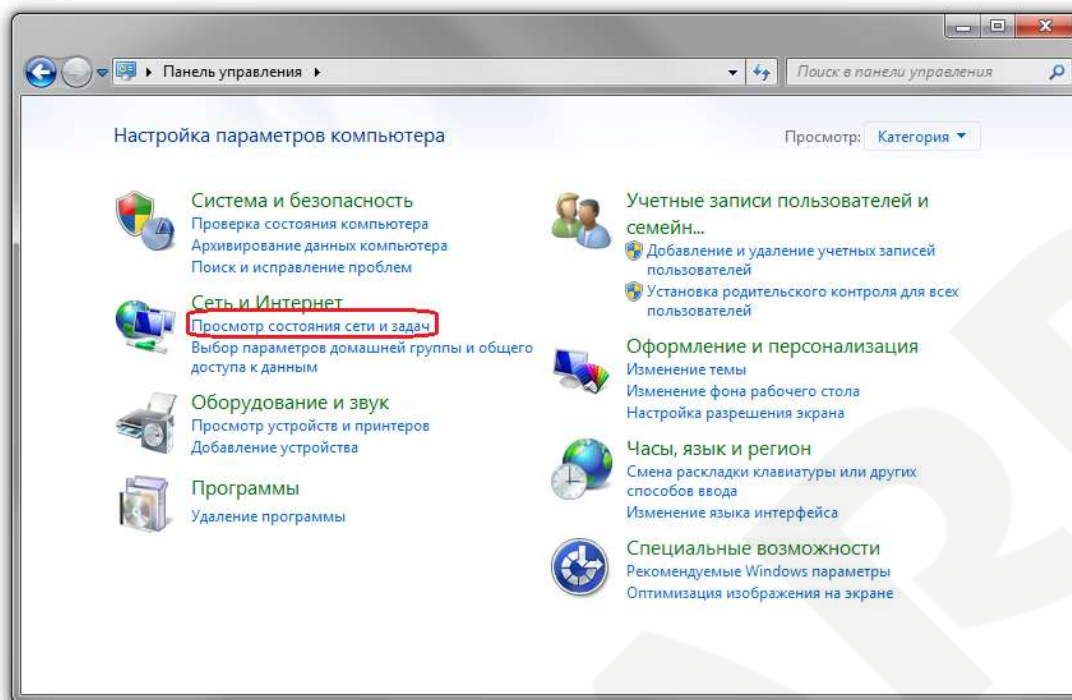 Панель управления
Поиск в панели управления
Настройка параметров компьютера
Просмотр: Категория
Система и безопасность
Проверка состояния компьютера
Архивирование данных компьютера
Поиск и исправление проблем
Сеть и Интернет
Просмотр состояния сети и задач
Выбор параметров домашней группы и общего
доступа к данным
Оборудование и звук
Просмотр устройств и принтеров
Добавление устройства
Программы
Удаление программы
Учетные записи пользователей и
семейн...
Добавление и удаление учетных записей
пользователей
Установка родительского контроля для всех
пользователей
Оформление и персонализация
Изменение темы
Изменение фона рабочего стола
Настройка разрешения экрана
Часы, язык и регион
Смена раскладки клавиатуры или других
способов ввода
Изменение языка интерфейса
Специальные возможности
Рекомендуемые Windows параметры
Оптимизация изображения на экране